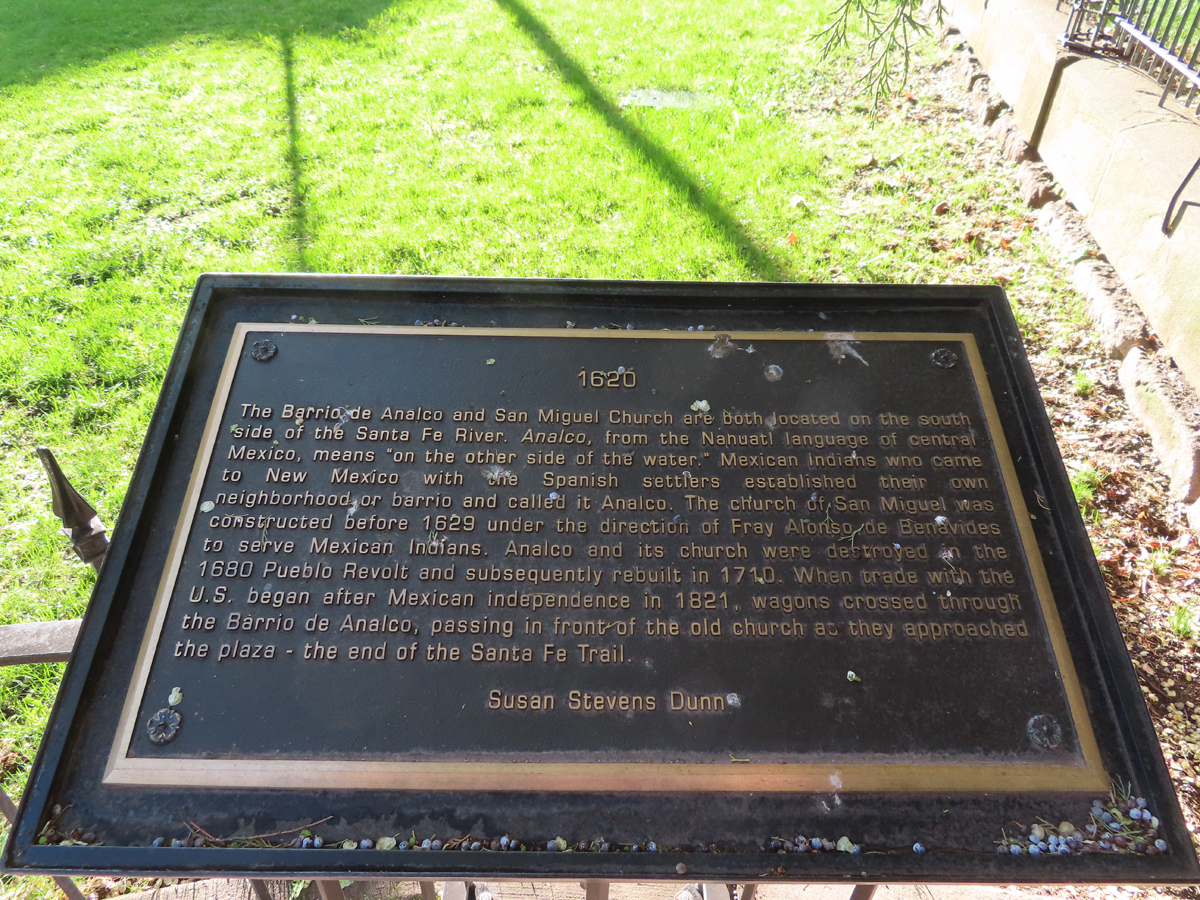 1620
The Barrio de Analco and San Miguel Church are both located on the south
side of the Santa Fe River. Analco, from the Nahuatl language of central
Mexico, means "on the other side of the water." Mexican Indians who came
to New Mexico with the Spanish settlers established their own
neighborhood or barrio and called it Analco. The church of San Miguel was
constructed before 1629 under the direction of Fray Alonso de Benavides
to serve Mexican Indians. Analco and its church were destroyed in the
1680 Pueblo Revolt and subsequently rebuilt in 1710. When trade with the
U.S. began after Mexican independence in 1821, wagons crossed through
the Barrio de Analco, passing in front of the old church as they approached
the plaza - the end of the Santa Fe Trail.
Susan Stevens Dunn